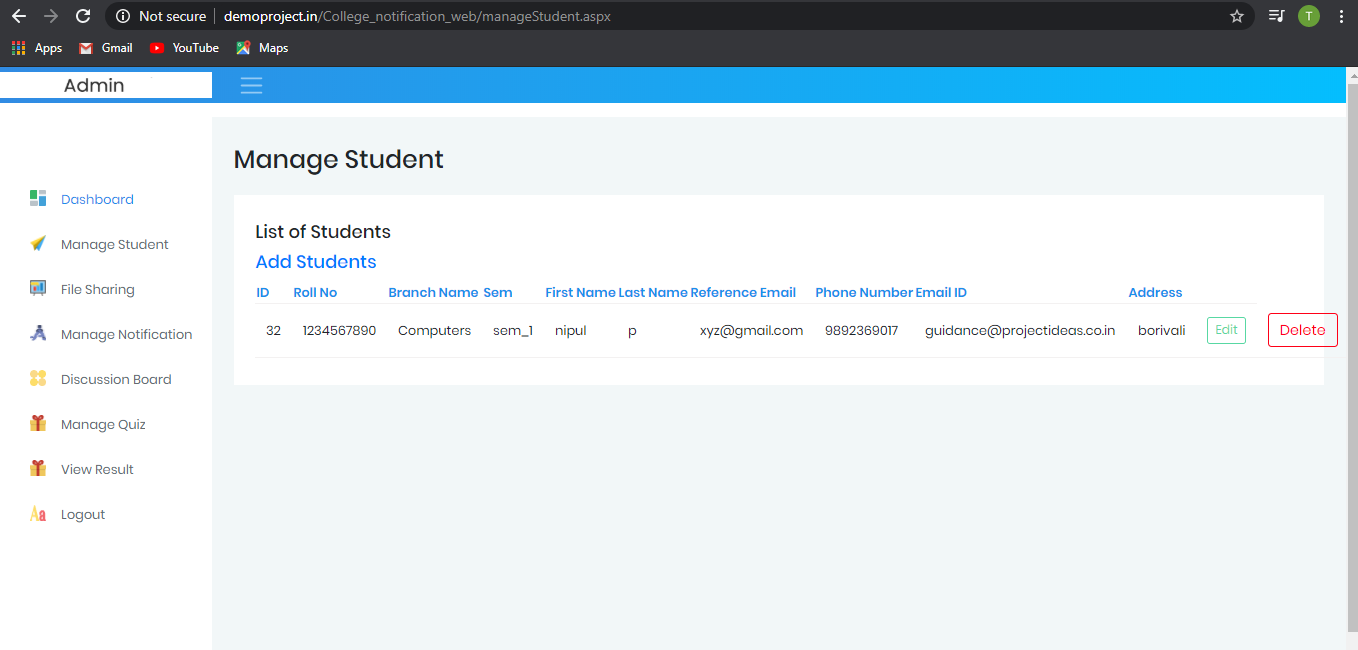 Not secure | demoproject.in/College_notification_web/manageStudent.aspx T
Apps Gmail YouTube Maps
Admin
Manage Student
Dashboard
Manage Student
File Sharing
Manage Notification
Discussion Board
Manage Quiz
View Result
Aa Logout
List of Students
Add Students
ID Roll No Branch Name Sem First Name Last Name Reference Email Phone Number Email ID Address
32 1234567890 Computers sem_1 nipul p xyz@gmail.com 9892369017 guidance@projectideas.co.in borivali Edit Delete